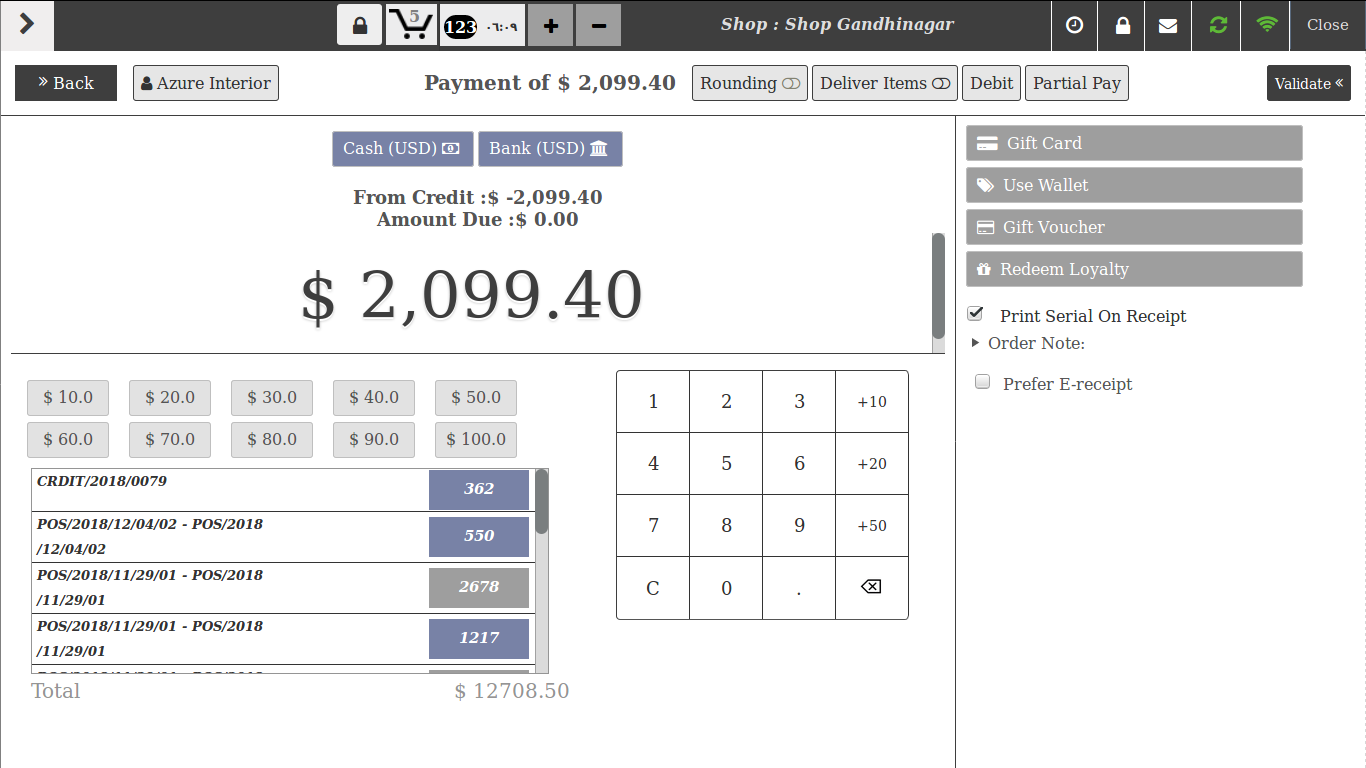 5
123 ٠٦:٠٩
Shop : Shop Gandhinagar
Close
Back
Azure Interior
Payment of $ 2,099.40
Rounding
Deliver Items
Debit
Partial Pay
Validate
Cash (USD)
Bank (USD)
From Credit :$ -2,099.40
Amount Due :$ 0.00
$ 2,099.40
$ 10.0 $ 20.0 $ 30.0 $ 40.0 $ 50.0
$ 60.0 $ 70.0 $ 80.0 $ 90.0 $ 100.0
CRDIT/2018/0079 362
POS/2018/12/04/02 - POS/2018
/12/04/02
550
POS/2018/11/29/01 - POS/2018
/11/29/01
2678
POS/2018/11/29/01 - POS/2018
/11/29/01
1217
Total $ 12708.50
1 2 3 +10
4 5 6 +20
7 8 9 +50
C 0 .
Gift Card
Use Wallet
Gift Voucher
Redeem Loyalty
Print Serial On Receipt
Order Note:
Prefer E-receipt